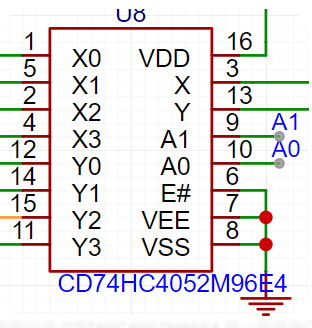 U8
1 X0 VDD 16
5 X1 X 3
2 X2 Y 13
4 X3 A1 9 A1
12 Y0 A0 10 A0
14 Y1 E# 6
15 Y2 VEE 7
11 Y3 VSS 8
CD74HC4052M96E4